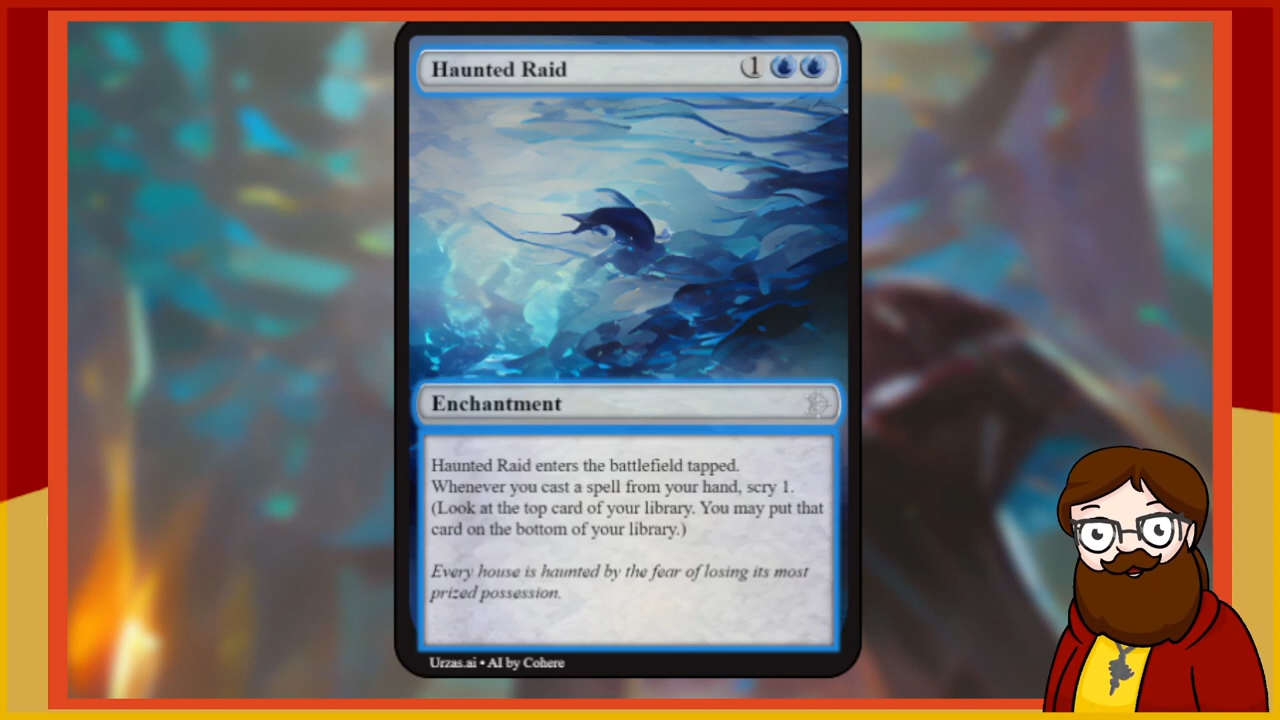 Haunted Raid 1
Enchantment
Haunted Raid enters the battlefield tapped.
Whenever you cast a spell from your hand, scry 1.
(Look at the top card of your library. You may put that
card on the bottom of your library.)
Every house is haunted by the fear of losing its most
prized possession.
Urzas.ai • AI by Cohere